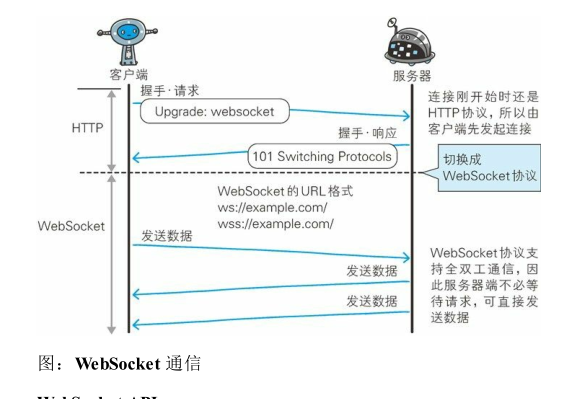 客户端
服务器
握手·请求
Upgrade: websocket
连接刚开始时还是
HTTP协议，所以由
客户端先发起连接
HTTP
握手·响应
101 Switching Protocols
切换成
WebSocket协议
WebSocket的URL格式
ws://example.com/
wss://example.com/
WebSocket
发送数据
发送数据
发送数据
WebSocket协议支
持全双工通信，因
此服务器端不必等
待请求，可直接发
送数据
图：WebSocket 通信